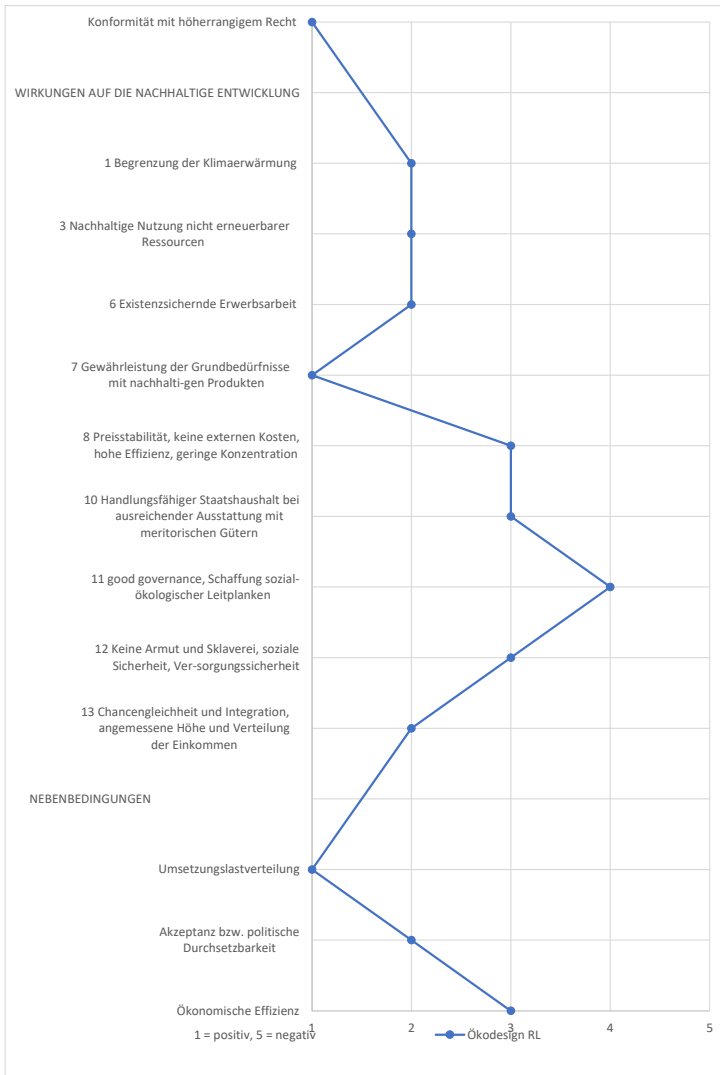 Konformität mit höherrangigem Recht
WIRKUNGEN AUF DIE NACHHALTIGE ENTWICKLUNG
1 Begrenzung der Klimaerwärmung
3 Nachhaltige Nutzung nicht erneuerbarer
Ressourcen
6 Existenzsichernde Erwerbsarbeit
7 Gewährleistung der Grundbedürfnisse
mit nachhalti-gen Produkten
8 Preisstabilität, keine externen Kosten,
hohe Effizienz, geringe Konzentration
10 Handlungsfähiger Staatshaushalt bei
ausreichender Ausstattung mit
meritorischen Gütern
11 good governance, Schaffung sozial-
ökologischer Leitplanken
12 Keine Armut und Sklaverei, soziale
Sicherheit, Ver-sorgungssicherheit
13 Chancengleichheit und Integration,
angemessene Höhe und Verteilung
der Einkommen
NEBENBEDINGUNGEN
Umsetzungslastverteilung
Akzeptanz bzw. politische
Durchsetzbarkeit
Ökonomische Effizienz
1 2 3 4 5
1 = positiv, 5 = negativ
Ökodesign RL